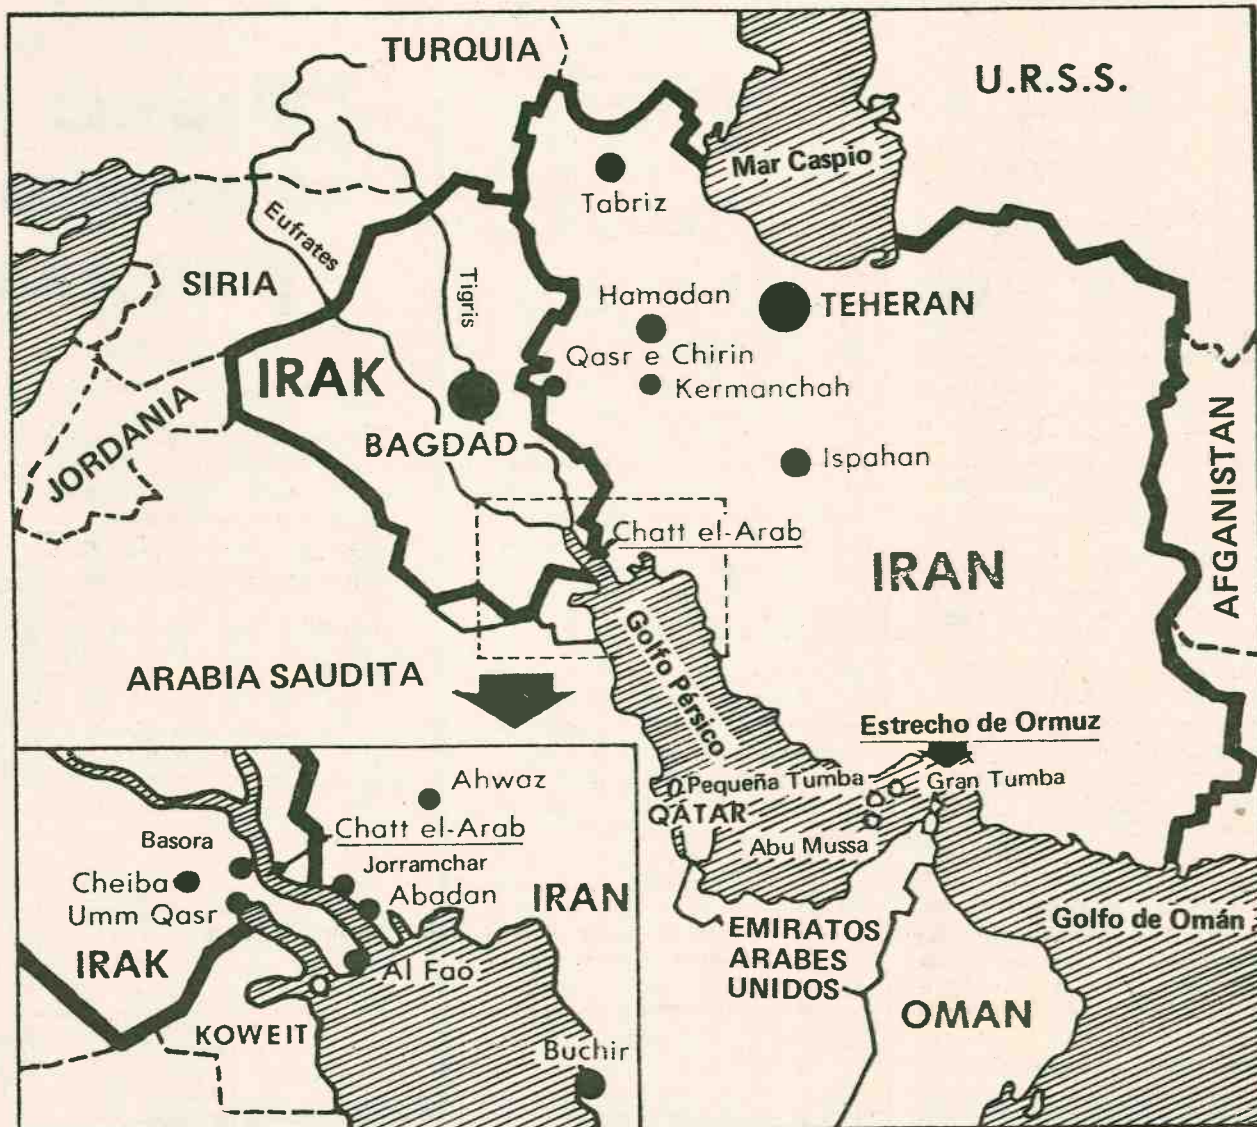 TURQUIA
U.R.S.S.
Mar Caspio
Tabriz
Eufrates
SIRIA
Tigris
Hamadan
TEHERAN
Qasr e Chirin
IRAK
Kermanchah
JORDANIA
BAGDAD
Ispahan
AFGANISTAN
Chatt el-Arab
IRAN
Golfo Pérsico
ARABIA SAUDITA
Estrecho de Ormuz
Pequeña Tumba
Gran Tumba
QATAR
Abu Mussa
EMIRATOS
ARABES
UNIDOS
Golfo de Omán
OMAN
Ahwaz
Chatt el-Arab
Basora
Jorramchar
Cheiba
Abadan
IRAN
Umm Qasr
IRAK
Al Fao
KOWEIT
Buchir